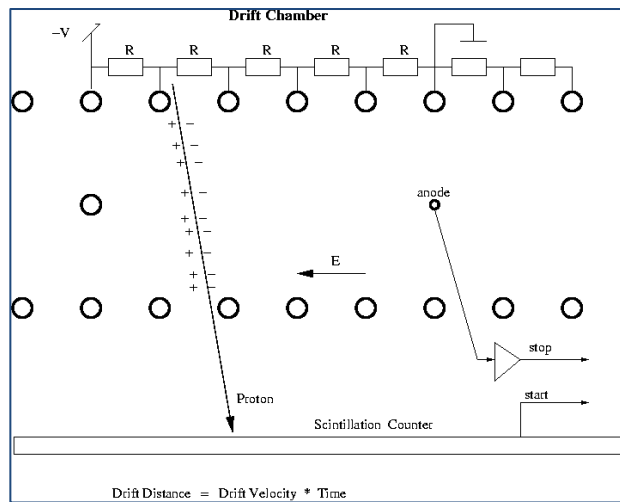 Drift Chamber
−V
R R R R R
+ −
+ −
+ −
+ −
+ −
+ −
+ −
+ −
+ −
anode
E
stop
Proton
start
Scintillation Counter
Drift Distance = Drift Velocity * Time